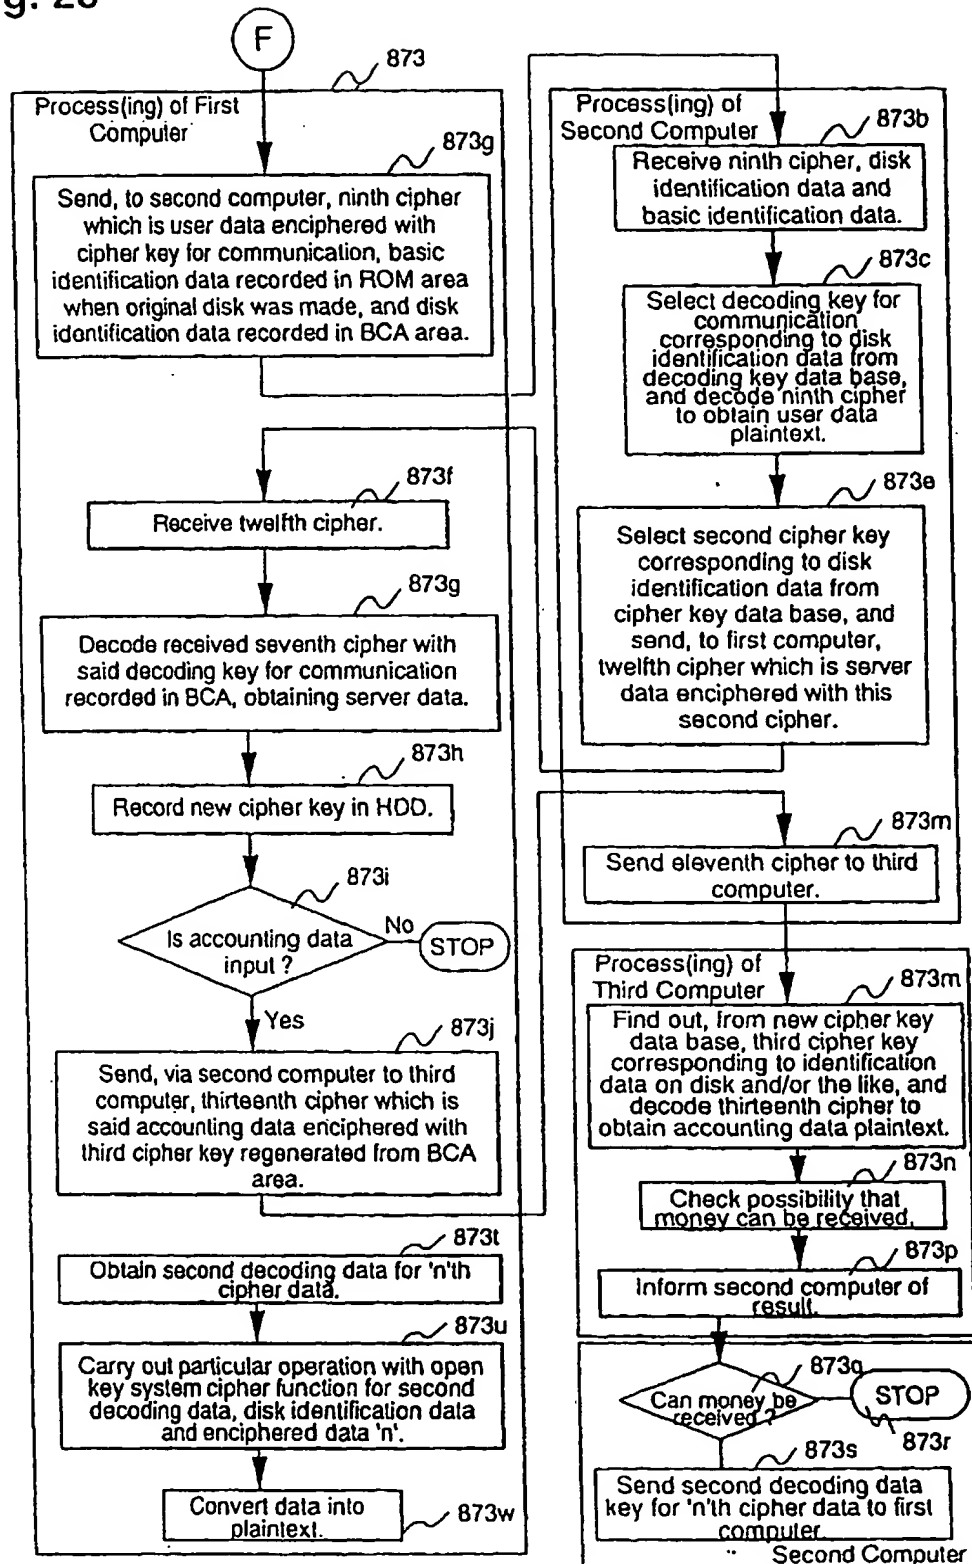 g. 20
F
873
Process(ing) of First
Computer
873g
Send, to second computer, ninth cipher
which is user data enciphered with
cipher key for communication, basic
identification data recorded in ROM area
when original disk was made, and disk
identification data recorded in BCA area.
873f
Receive twelfth cipher.
873g
Decode received seventh cipher with
said decoding key for communication
recorded in BCA, obtaining server data.
873h
Record new cipher key in HDD.
873i
Is accounting data
input ?
No
STOP
Yes
873j
Send, via second computer to third
computer, thirteenth cipher which is
said accounting data enciphered with
third cipher key regenerated from BCA
area.
873t
Obtain second decoding data for 'n'th
cipher data.
873u
Carry out particular operation with open
key system cipher function for second
decoding data, disk identification data
and enciphered data 'n'.
Convert data into
plaintext.
873w
Process(ing) of
Second Computer
873b
Receive ninth cipher, disk
identification data and
basic identification data.
873c
Select decoding key for
communication
corresponding to disk
identification data from
decoding key data base,
and decode ninth cipher
to obtain user data
plaintext.
873e
Select second cipher key
corresponding to disk
identification data from
cipher key data base, and
send, to first computer,
twelfth cipher which is server
data enciphered with this
second cipher.
873m
Send eleventh cipher to third
computer.
Process(ing) of
Third Computer
873m
Find out, from new cipher key
data base, third cipher key
corresponding to identification
data on disk and/or the like, and
decode thirteenth cipher to
obtain accounting data plaintext.
873n
Check possibility that
money can be received.
873p
Inform second computer of
result.
873q
Can money be
received ?
STOP
873r
873s
Send second decoding data
key for 'n'th cipher data to first
computer.
Second Computer